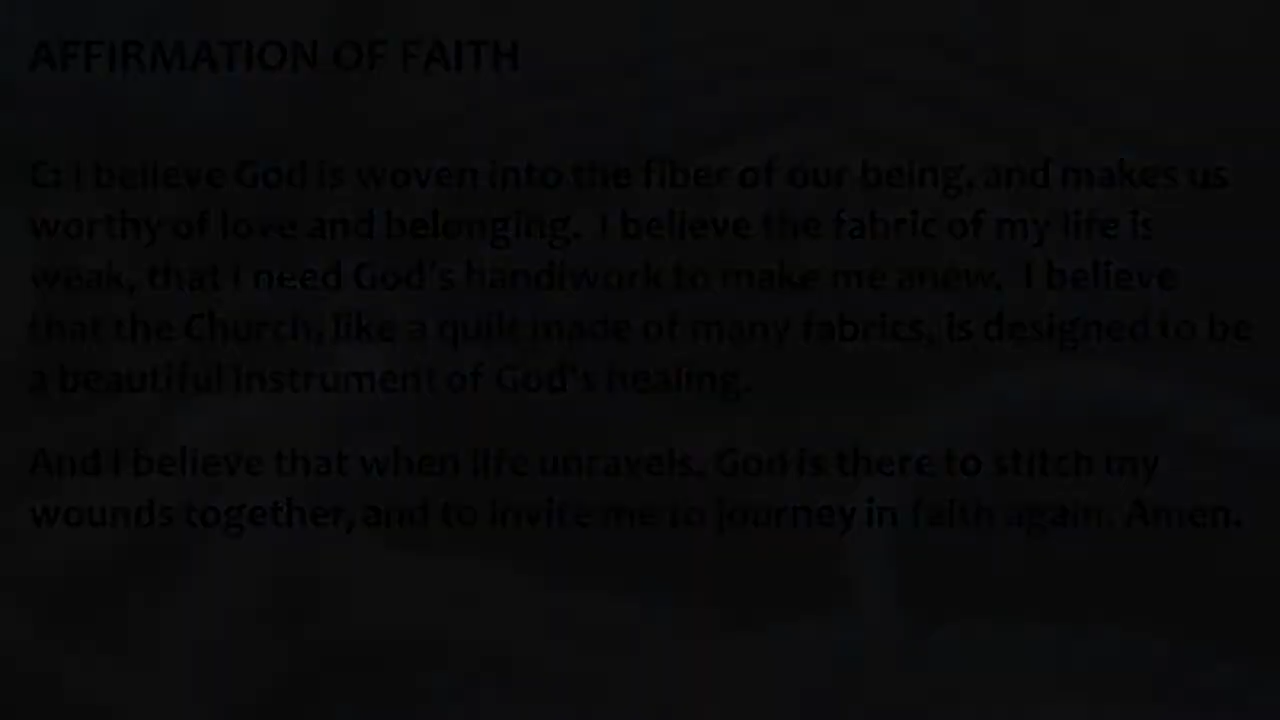 AFFIRMATION OF FAITH
C: I believe God is woven into the fiber of our being, and makes us
worthy of love and belonging. I believe the fabric of my life is
weak, that I need God's handiwork to make me anew. I believe
that the Church, like a quilt made of many fabrics, is designed to be
a beautiful instrument of God's healing.
And I believe that when life unravels, God is there to stitch my
wounds together, and to invite me to journey in faith again. Amen.